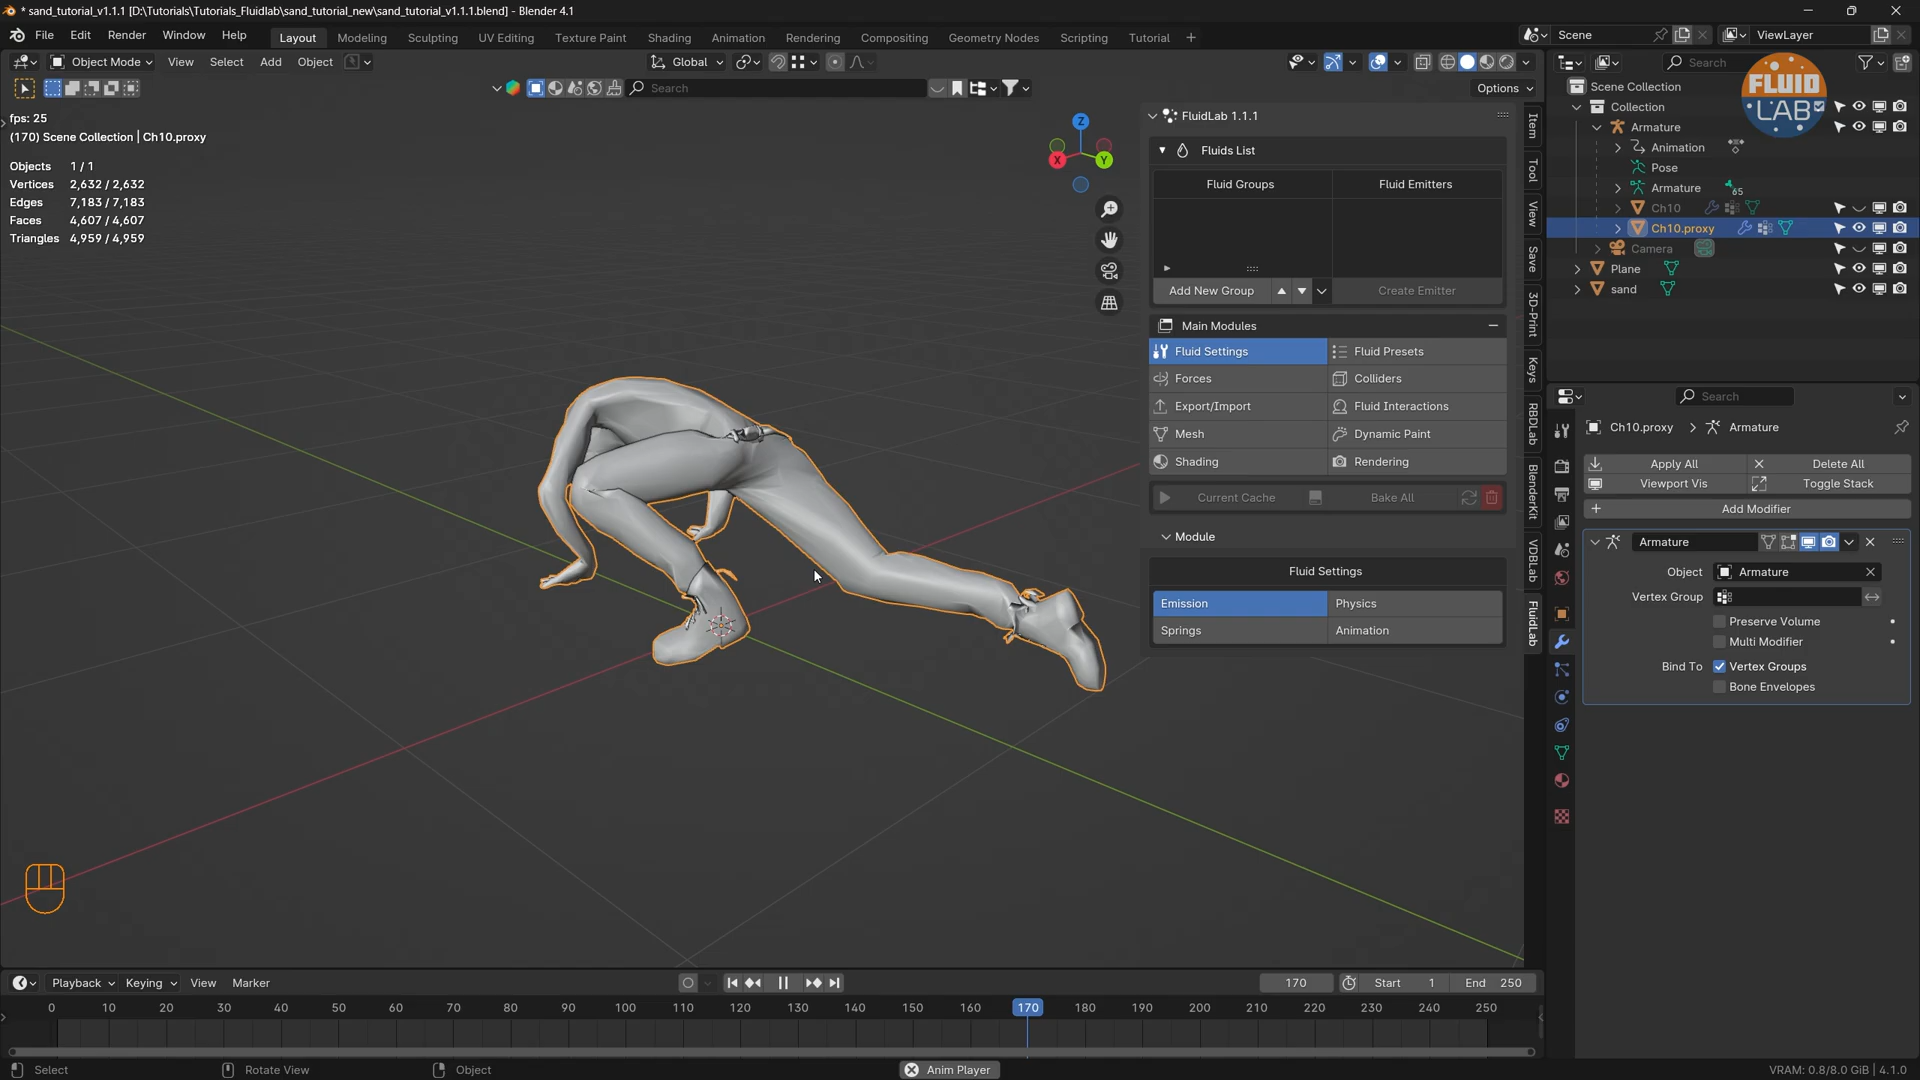 * sand_tutorial_v1.1.1 [D:\Tutorials\Tutorials_Fluidlab\sand_tutorial_new\sand_tutorial_v1.1.1.blend] - Blender 4.1
File Edit Render Window Help Layout Modeling Sculpting UV Editing Texture Paint Shading Animation Rendering Compositing Geometry Nodes Scripting Tutorial + Scene ViewLayer
Object Mode View Select Add Object Global Search
Search Options
fps: 25
(170) Scene Collection | Ch10.proxy
Objects 1 / 1
Vertices 2,632 / 2,632
Edges 7,183 / 7,183
Faces 4,607 / 4,607
Triangles 4,959 / 4,959
Z
X Y
FluidLab 1.1.1
Fluids List
Fluid Groups Fluid Emitters
Add New Group Create Emitter
Main Modules
Fluid Settings Fluid Presets
Forces Colliders
Export/Import Fluid Interactions
Mesh Dynamic Paint
Shading Rendering
Current Cache Bake All
Module
Fluid Settings
Emission Physics
Springs Animation
Item
Tool
View
Save
3D-Print
Keys
RBDLab
BlenderKit
VDBLab
FluidLab
FLUID
LAB
Scene Collection
Collection
Armature
Animation
Pose
Armature 65
Ch10
Ch10.proxy
Camera
Plane
sand
Search
Ch10.proxy > Armature
Apply All Delete All
Viewport Vis Toggle Stack
Add Modifier
Armature
Object Armature
Vertex Group
Preserve Volume
Multi Modifier
Bind To Vertex Groups
Bone Envelopes
Playback Keying View Marker 170 Start 1 End 250
0 10 20 30 40 50 60 70 80 90 100 110 120 130 140 150 160 170 180 190 200 210 220 230 240 250
Select Rotate View Object Anim Player VRAM: 0.8/8.0 GiB | 4.1.0